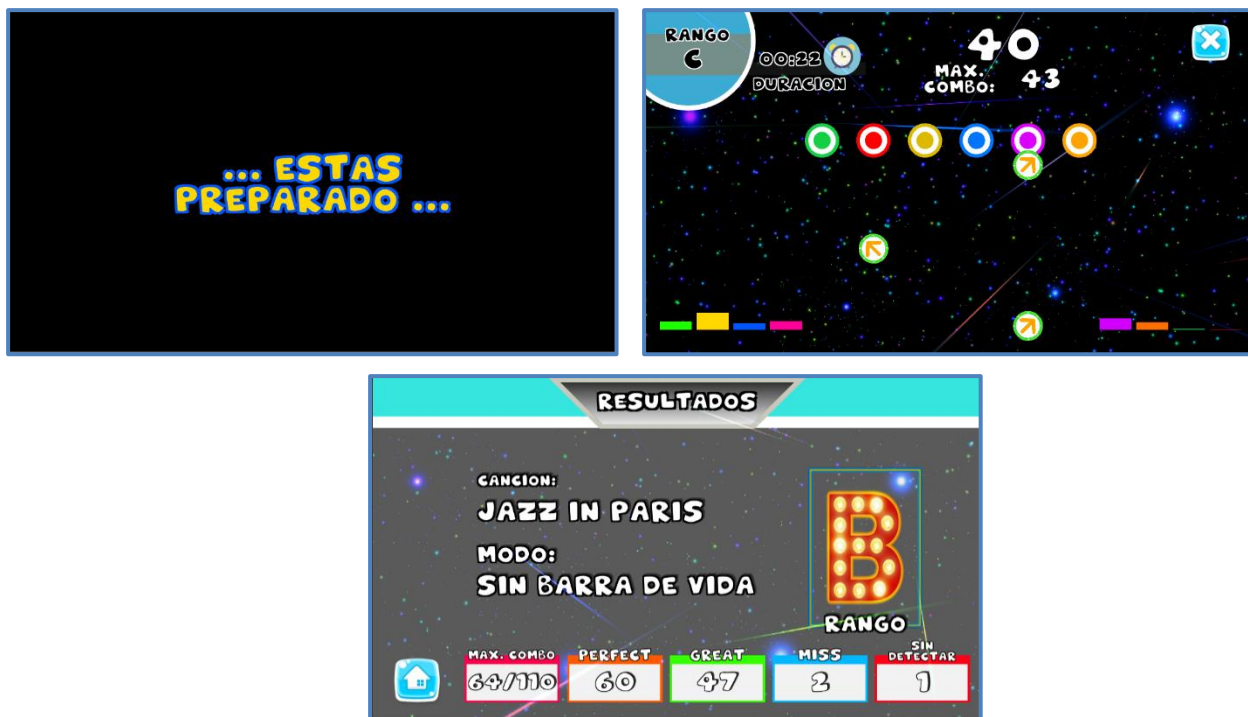 ... ESTAS
PREPARADO ...
RANGO
C
00:22
DURACION
40
MAX.
COMBO: 43
RESULTADOS
CANCION:
JAZZ IN PARIS
MODO:
SIN BARRA DE VIDA
B
RANGO
MAX. COMBO
64/110
PERFECT
60
GREAT
47
MISS
2
SIN
DETECTAR
1